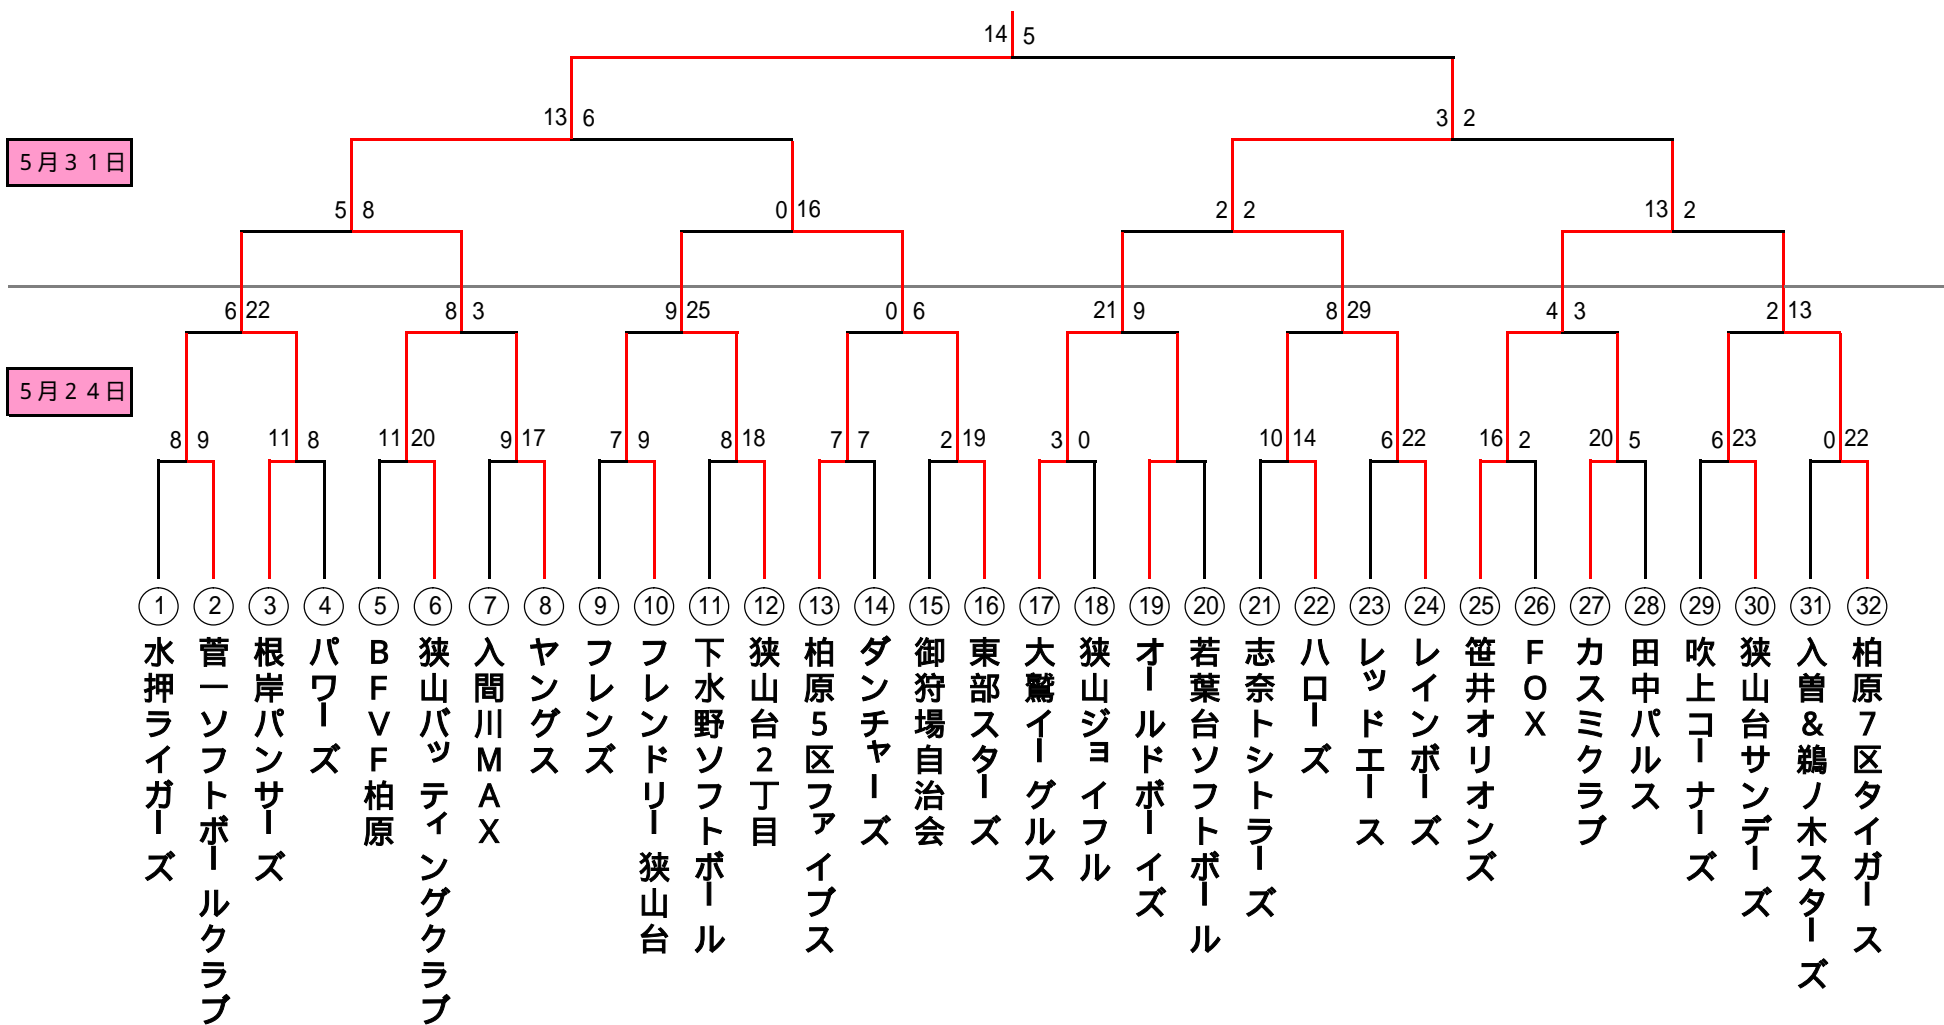 14 5
13 6
3 2
5月31日
5 8
0 16
2 2
13 2
6 22
8 3
9 25
0 6
21 9
8 29
4 3
2 13
5月24日
8 9
11 8
11 20
9 17
7 9
8 18
7 7
2 19
3 0
10 14
6 22
16 2
20 5
6 23
0 22
① 水押ライガーズ
② 菅一ソフトボールクラブ
③ 根岸パンサーズ
④ パワーズ
⑤ BFVF柏原
⑥ 狭山バッティングクラブ
⑦ 入間川MAX
⑧ ヤングス
⑨ フレンズ
⑩ フレンドリー狭山台
⑪ 下水野ソフトボール
⑫ 狭山台2丁目
⑬ 柏原5区ファイブス
⑭ ダンチャーズ
⑮ 御狩場自治会
⑯ 東部スターズ
⑰ 大鷲イーグルス
⑱ 狭山ジョイフル
⑲ オールドボーイズ
⑳ 若葉台ソフトボール
㉑ 志奈トシトラーズ
㉒ ハローズ
㉓ レッドエース
㉔ レインボーズ
㉕ 笹井オリオンズ
㉖ FOX
㉗ カスミクラブ
㉘ 田中パルス
㉙ 吹上コーナーズ
㉚ 狭山台サンデーズ
㉛ 入曽&鵜ノ木スターズ
㉜ 柏原7区タイガース